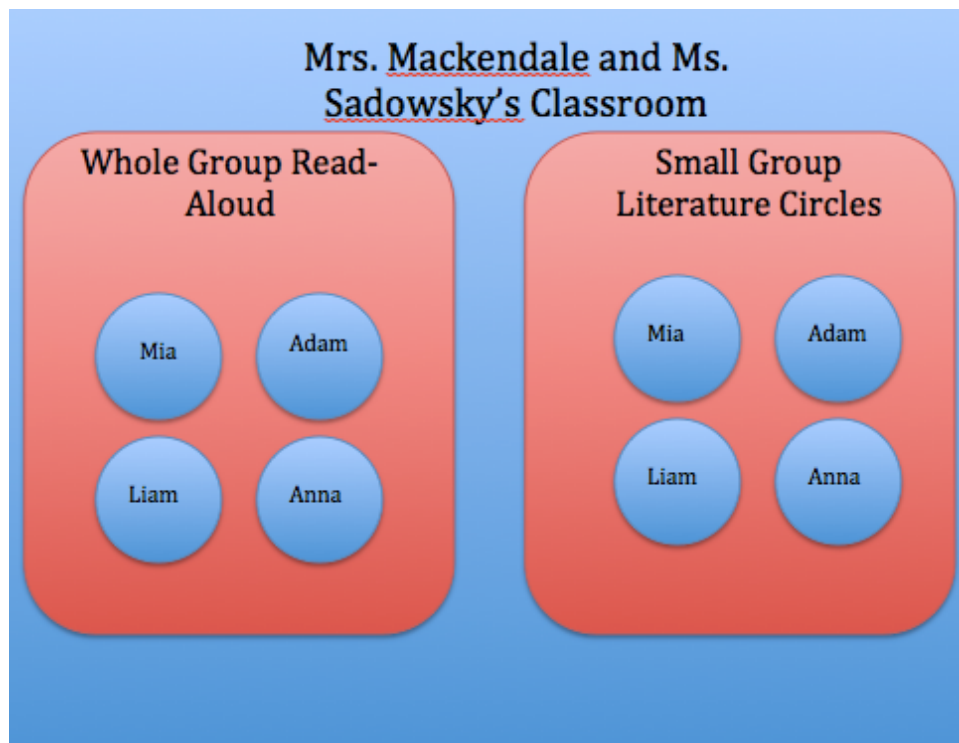 Mrs. Mackendale and Ms.
Sadowsky's Classroom
Whole Group Read-
Aloud
Mia
Adam
Liam
Anna
Small Group
Literature Circles
Mia
Adam
Liam
Anna